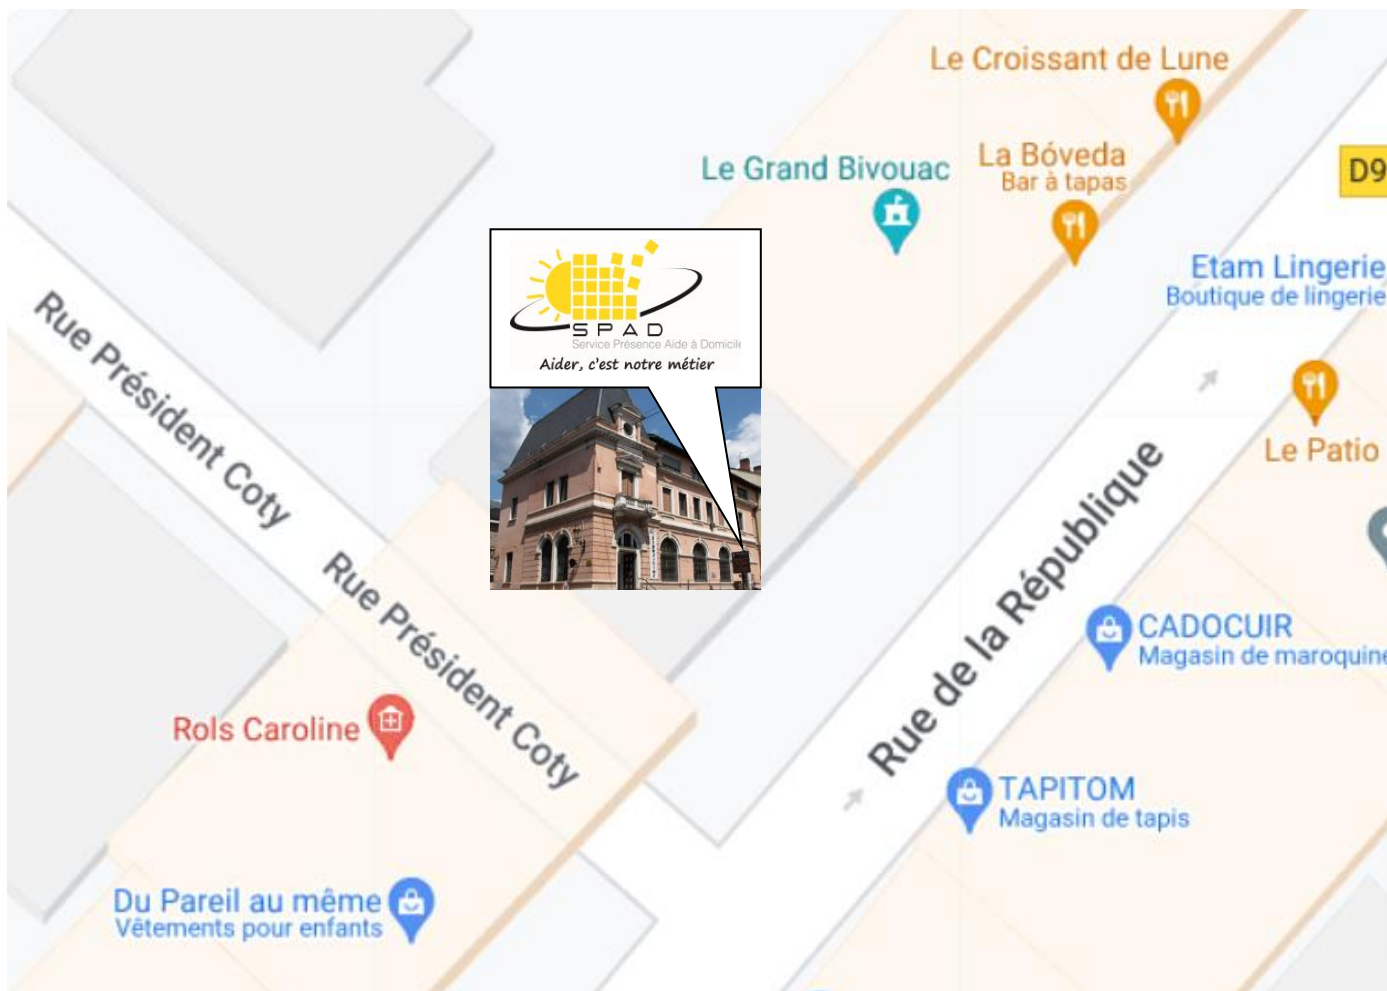 Le Croissant de Lune
La Bóveda
Bar à tapas
Le Grand Bivouac
D9
Etam Lingerie
Boutique de lingerie
SPAD
Service Présence Aide à Domicile
Aider, c'est notre métier
Rue Président Coty
Le Patio
Rue de la République
Rue Président Coty
CADOCUIR
Magasin de maroquine
Rols Caroline
TAPITOM
Magasin de tapis
Du Pareil au même
Vêtements pour enfants